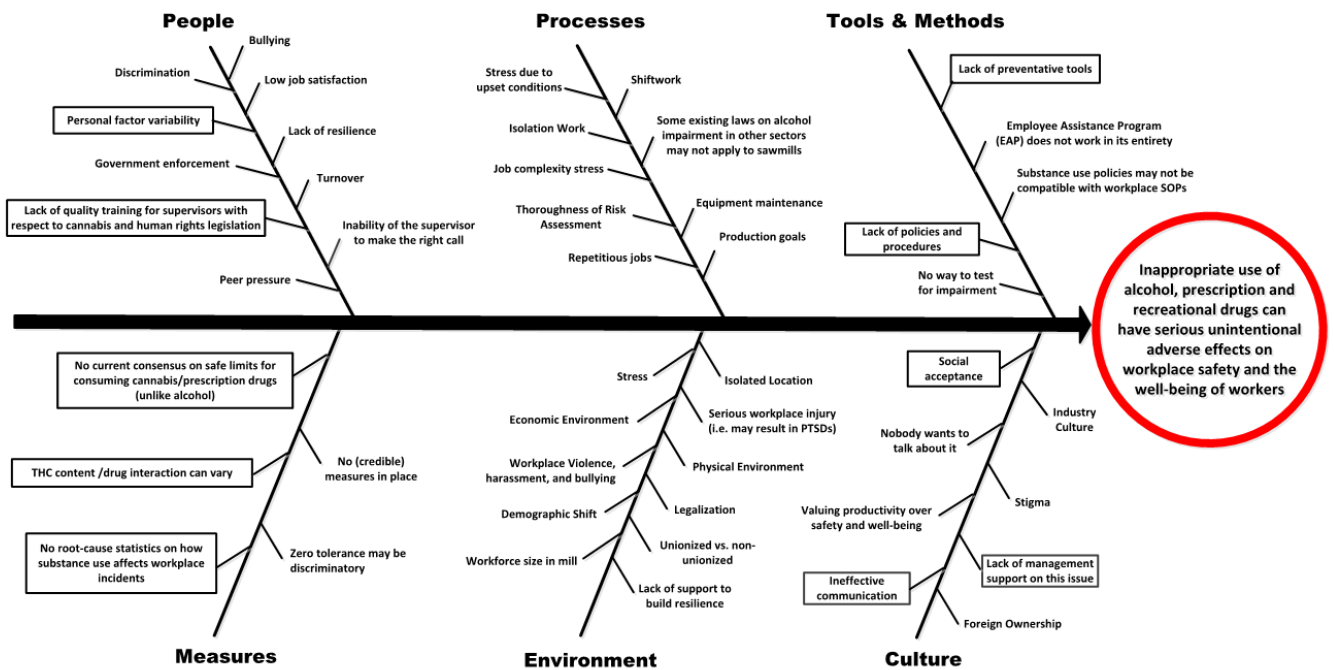 People
Bullying
Discrimination
Low job satisfaction
Personal factor variability
Lack of resilience
Government enforcement
Turnover
Lack of quality training for supervisors with
respect to cannabis and human rights legislation
Inability of the supervisor
to make the right call
Peer pressure
Processes
Stress due to
upset conditions
Shiftwork
Isolation Work
Some existing laws on alcohol
impairment in other sectors
may not apply to sawmills
Job complexity stress
Thoroughness of Risk
Assessment
Equipment maintenance
Repetitious jobs
Production goals
Tools & Methods
Lack of preventative tools
Employee Assistance Program
(EAP) does not work in its entirety
Substance use policies may not be
compatible with workplace SOPs
Lack of policies and
procedures
No way to test
for impairment
Inappropriate use of
alcohol, prescription and
recreational drugs can
have serious unintentional
adverse effects on
workplace safety and the
well-being of workers
No current consensus on safe limits for
consuming cannabis/prescription drugs
(unlike alcohol)
THC content /drug interaction can vary
No (credible)
measures in place
No root-cause statistics on how
substance use affects workplace
incidents
Zero tolerance may be
discriminatory
Measures
Stress
Isolated Location
Economic Environment
Serious workplace injury
(i.e. may result in PTSDs)
Workplace Violence,
harassment, and bullying
Physical Environment
Demographic Shift
Legalization
Workforce size in mill
Unionized vs. non-
unionized
Lack of support to
build resilience
Environment
Social
acceptance
Industry
Culture
Nobody wants to
talk about it
Stigma
Valuing productivity over
safety and well-being
Lack of management
support on this issue
Ineffective
communication
Foreign Ownership
Culture